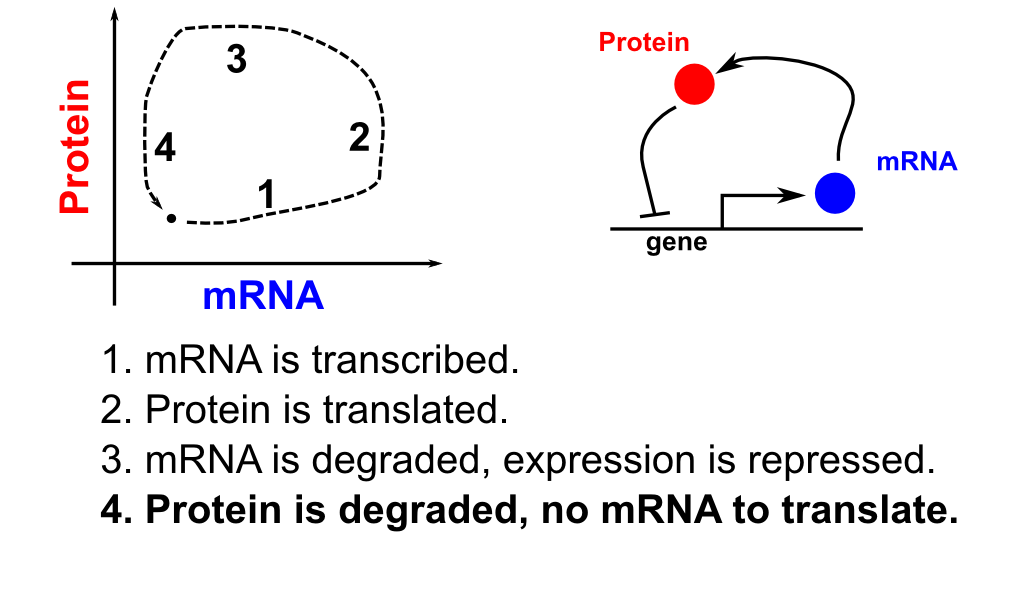 Protein
3
2
4
1
mRNA
Protein
mRNA
gene
1. mRNA is transcribed.
2. Protein is translated.
3. mRNA is degraded, expression is repressed.
4. Protein is degraded, no mRNA to translate.